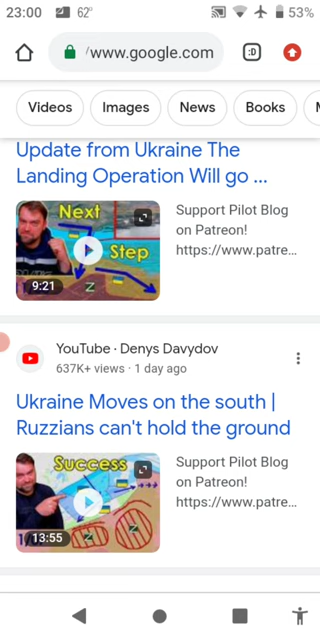 23:00
62°
53%
/www.google.com
:D
Videos
Images
News
Books
Update from Ukraine The
Landing Operation Will go ...
Next
Step
Z
9:21
Support Pilot Blog
on Patreon!
https://www.patre...
YouTube · Denys Davydov
637K+ views · 1 day ago
Ukraine Moves on the south |
Ruzzians can't hold the ground
Success
Z
Z
13:55
Support Pilot Blog
on Patreon!
https://www.patre...